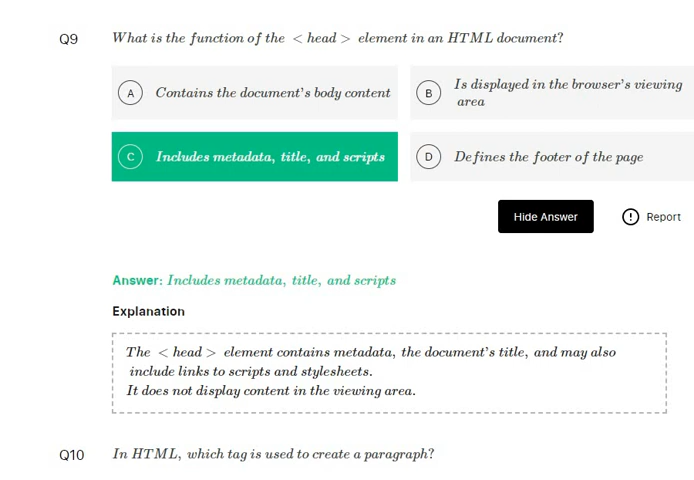 Q9 What is the function of the < head > element in an HTML document?
A Contains the document's body content
B Is displayed in the browser's viewing
area
C Includes metadata, title, and scripts
D Defines the footer of the page
Hide Answer
! Report
Answer: Includes metadata, title, and scripts
Explanation
The < head > element contains metadata, the document's title, and may also
include links to scripts and stylesheets.
It does not display content in the viewing area.
Q10 In HTML, which tag is used to create a paragraph?